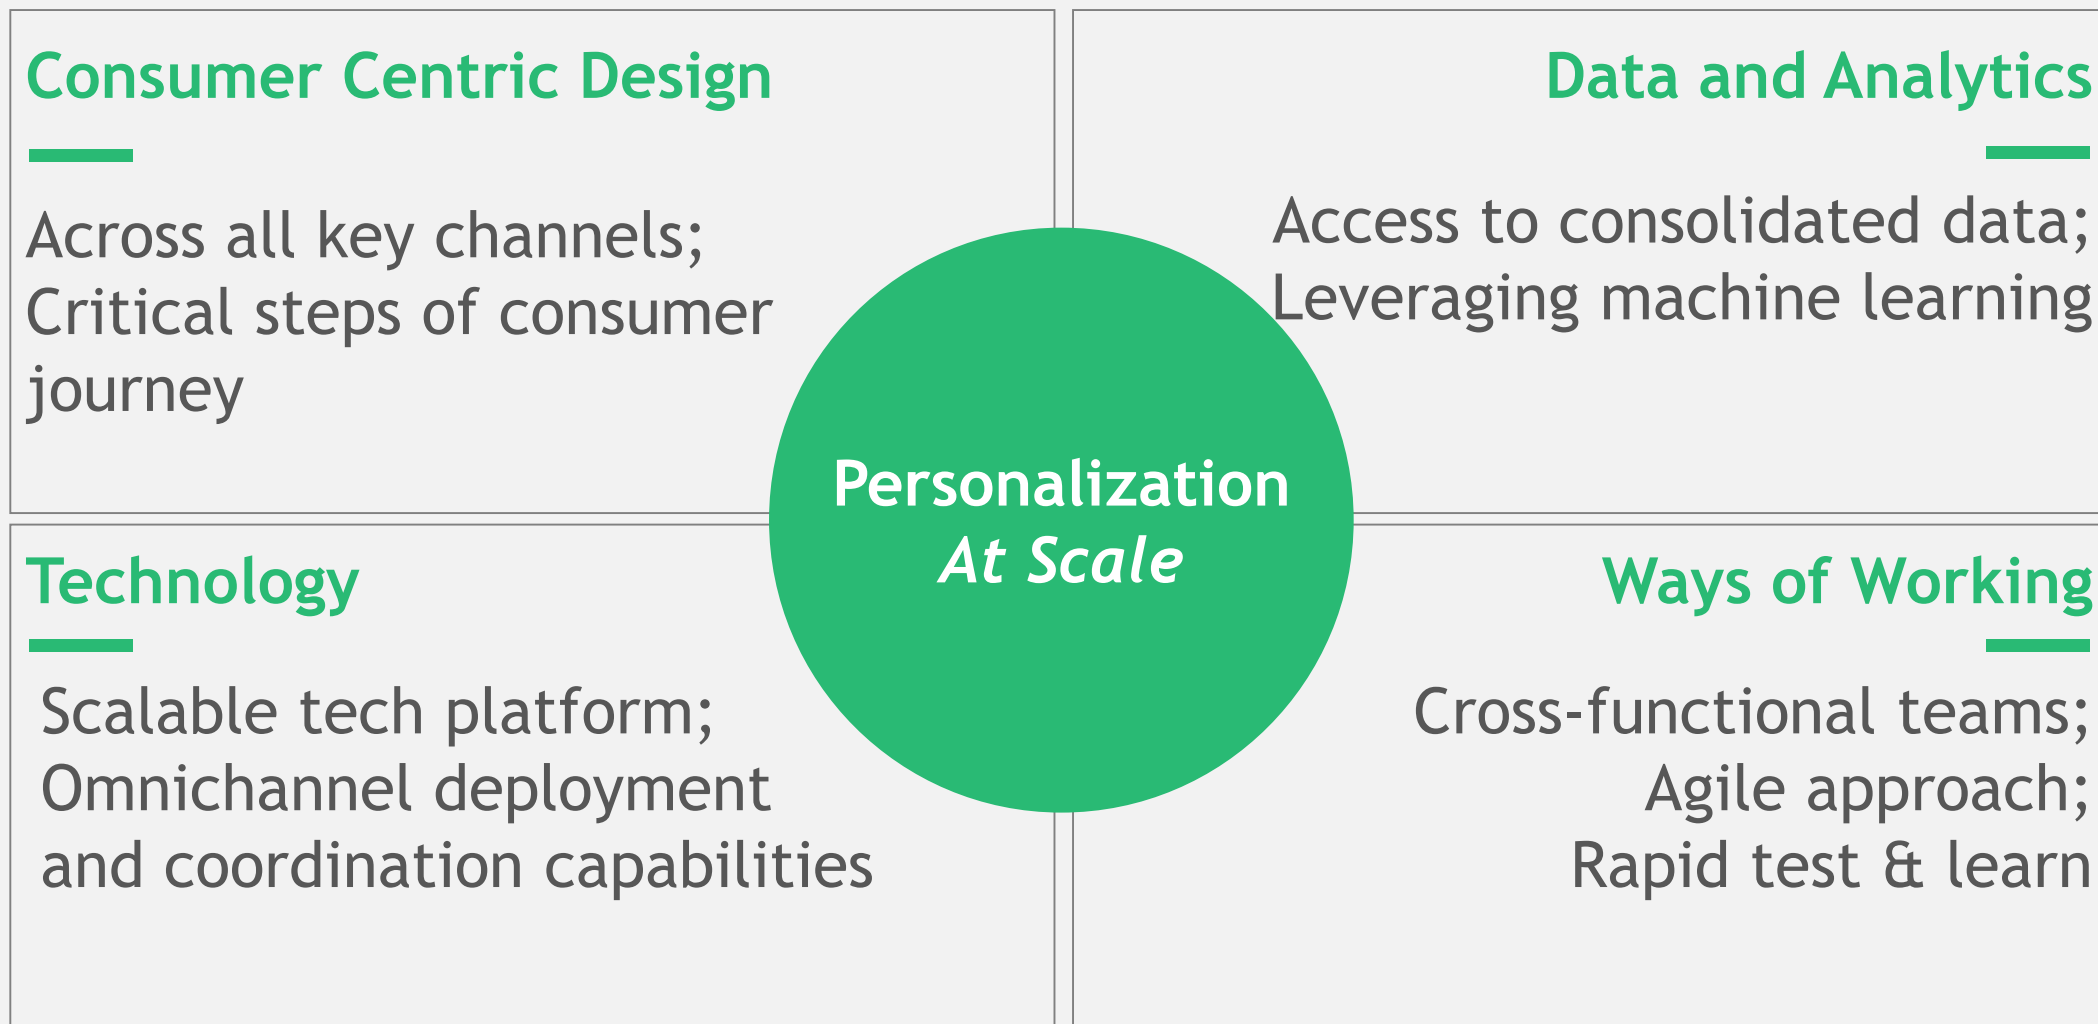 Consumer Centric Design
Across all key channels;
Critical steps of consumer
journey
Data and Analytics
Access to consolidated data;
Leveraging machine learning
Personalization
At Scale
Technology
Scalable tech platform;
Omnichannel deployment
and coordination capabilities
Ways of Working
Cross-functional teams;
Agile approach;
Rapid test & learn